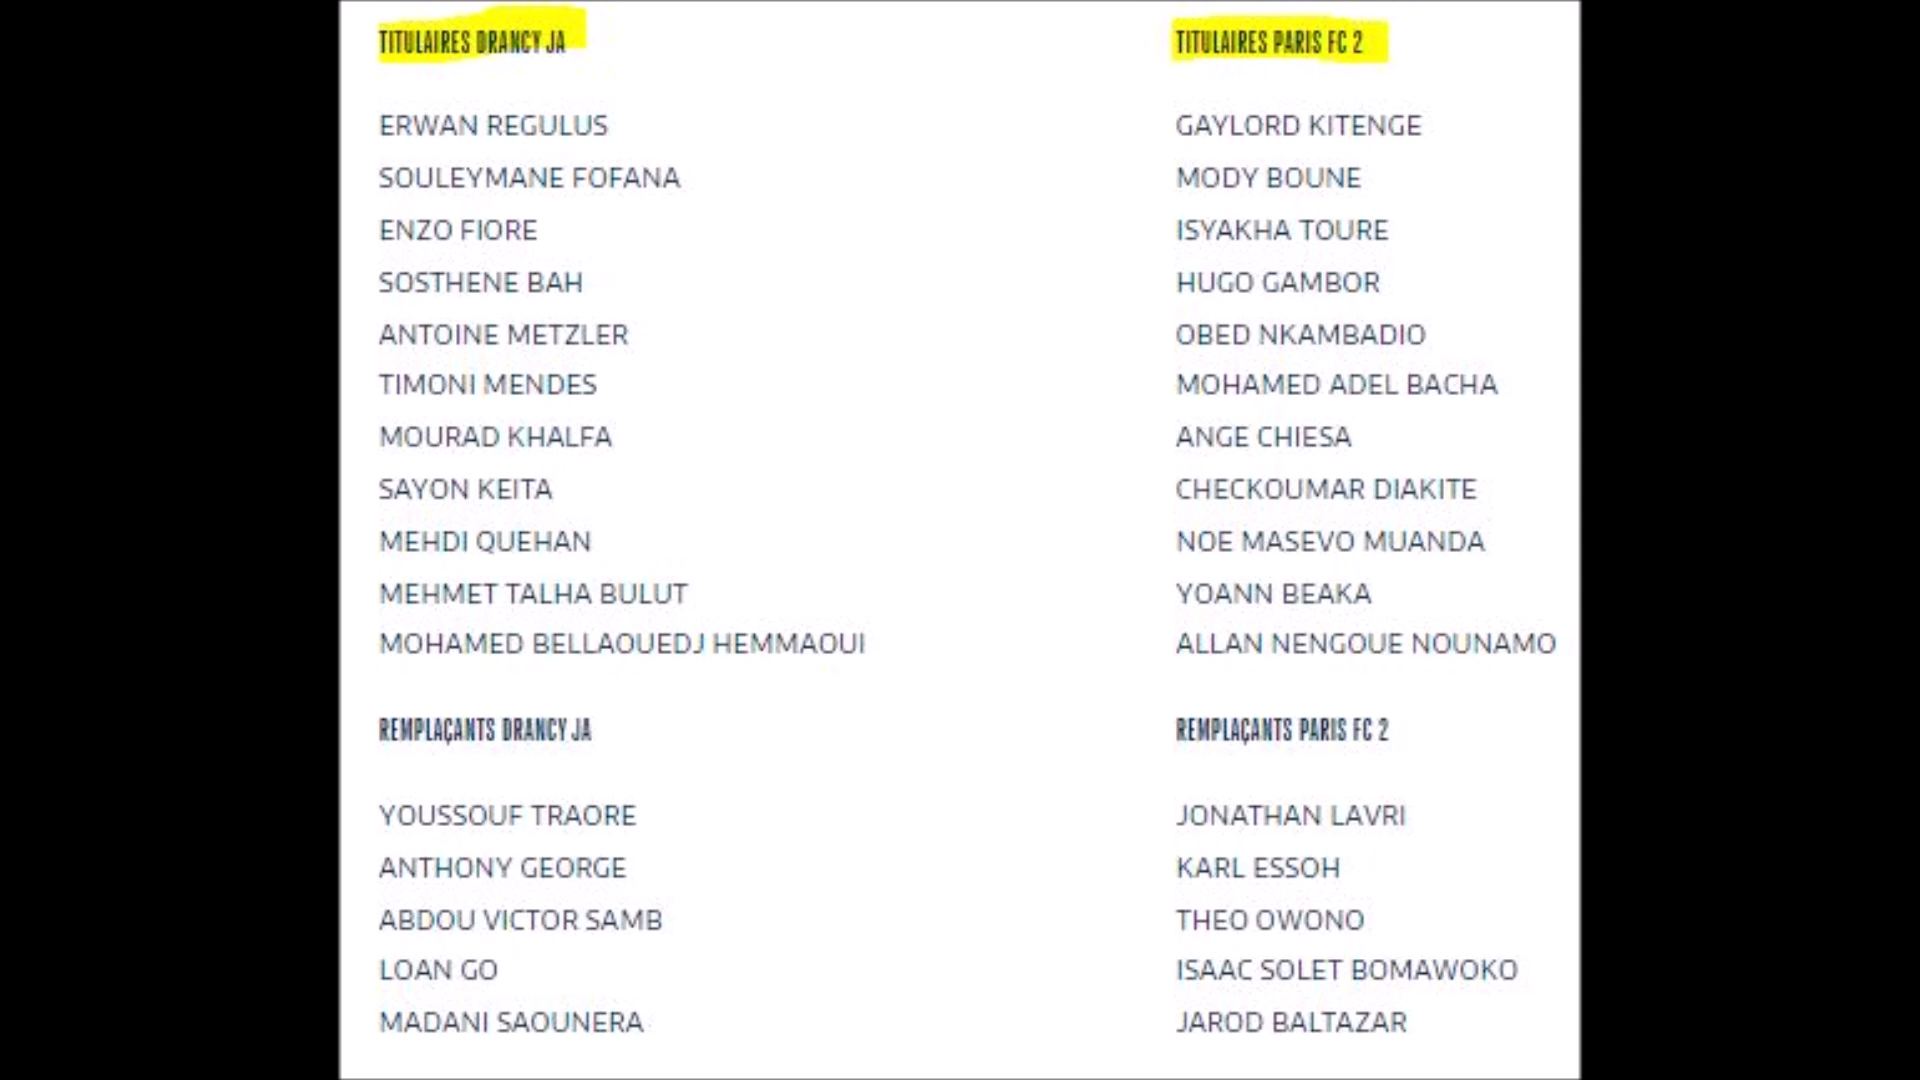 TITULAIRES DRANCY JA
ERWAN REGULUS
SOULEYMANE FOFANA
ENZO FIORE
SOSTHENE BAH
ANTOINE METZLER
TIMONI MENDES
MOURAD KHALFA
SAYON KEITA
MEHDI QUEHAN
MEHMET TALHA BULUT
MOHAMED BELLAOUEDJ HEMMAOUI
REMPLAÇANTS DRANCY JA
YOUSSOUF TRAORE
ANTHONY GEORGE
ABDOU VICTOR SAMB
LOAN GO
MADANI SAOUNERA
TITULAIRES PARIS FC 2
GAYLORD KITENGE
MODY BOUNE
ISYAKHA TOURE
HUGO GAMBOR
OBED NKAMBADIO
MOHAMED ADEL BACHA
ANGE CHIESA
CHECKOUMAR DIAKITE
NOE MASEVO MUANDA
YOANN BEAKA
ALLAN NENGOUE NOUNAMO
REMPLAÇANTS PARIS FC 2
JONATHAN LAVRI
KARL ESSOH
THEO OWONO
ISAAC SOLET BOMAWOKO
JAROD BALTAZAR